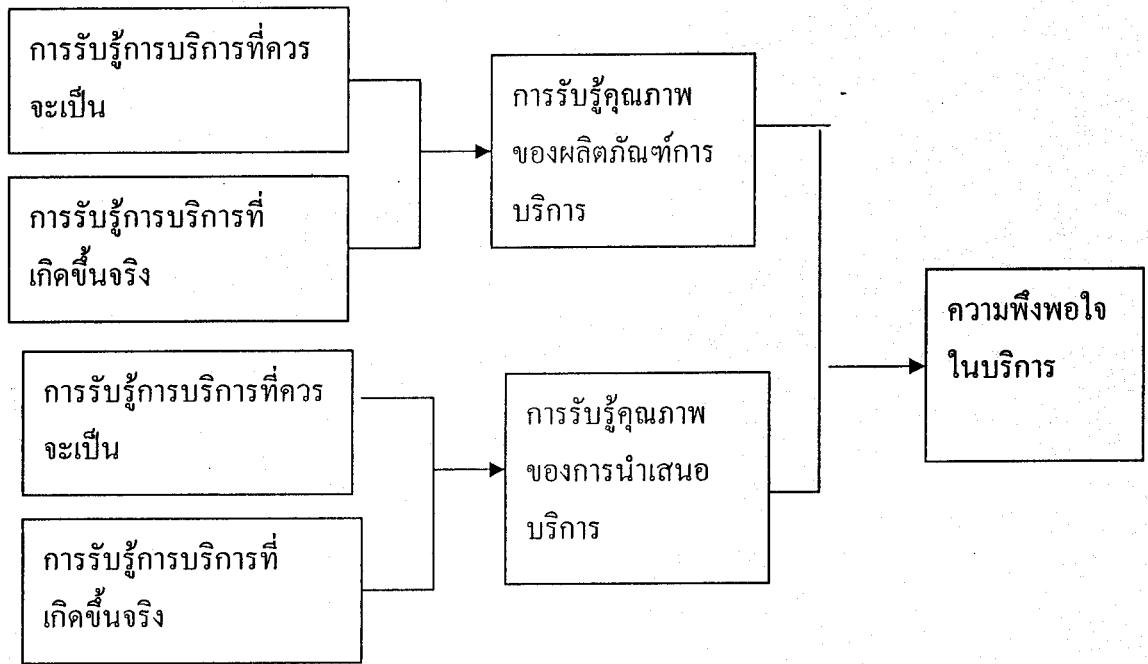 การรับรู้การบริการที่ควร
จะเป็น
การรับรู้การบริการที่
เกิดขึ้นจริง
การรับรู้คุณภาพ
ของผลิตภัณฑ์การ
บริการ
การรับรู้การบริการที่ควร
จะเป็น
การรับรู้การบริการที่
เกิดขึ้นจริง
การรับรู้คุณภาพ
ของการนำเสนอ
บริการ
ความพึงพอใจ
ในบริการ